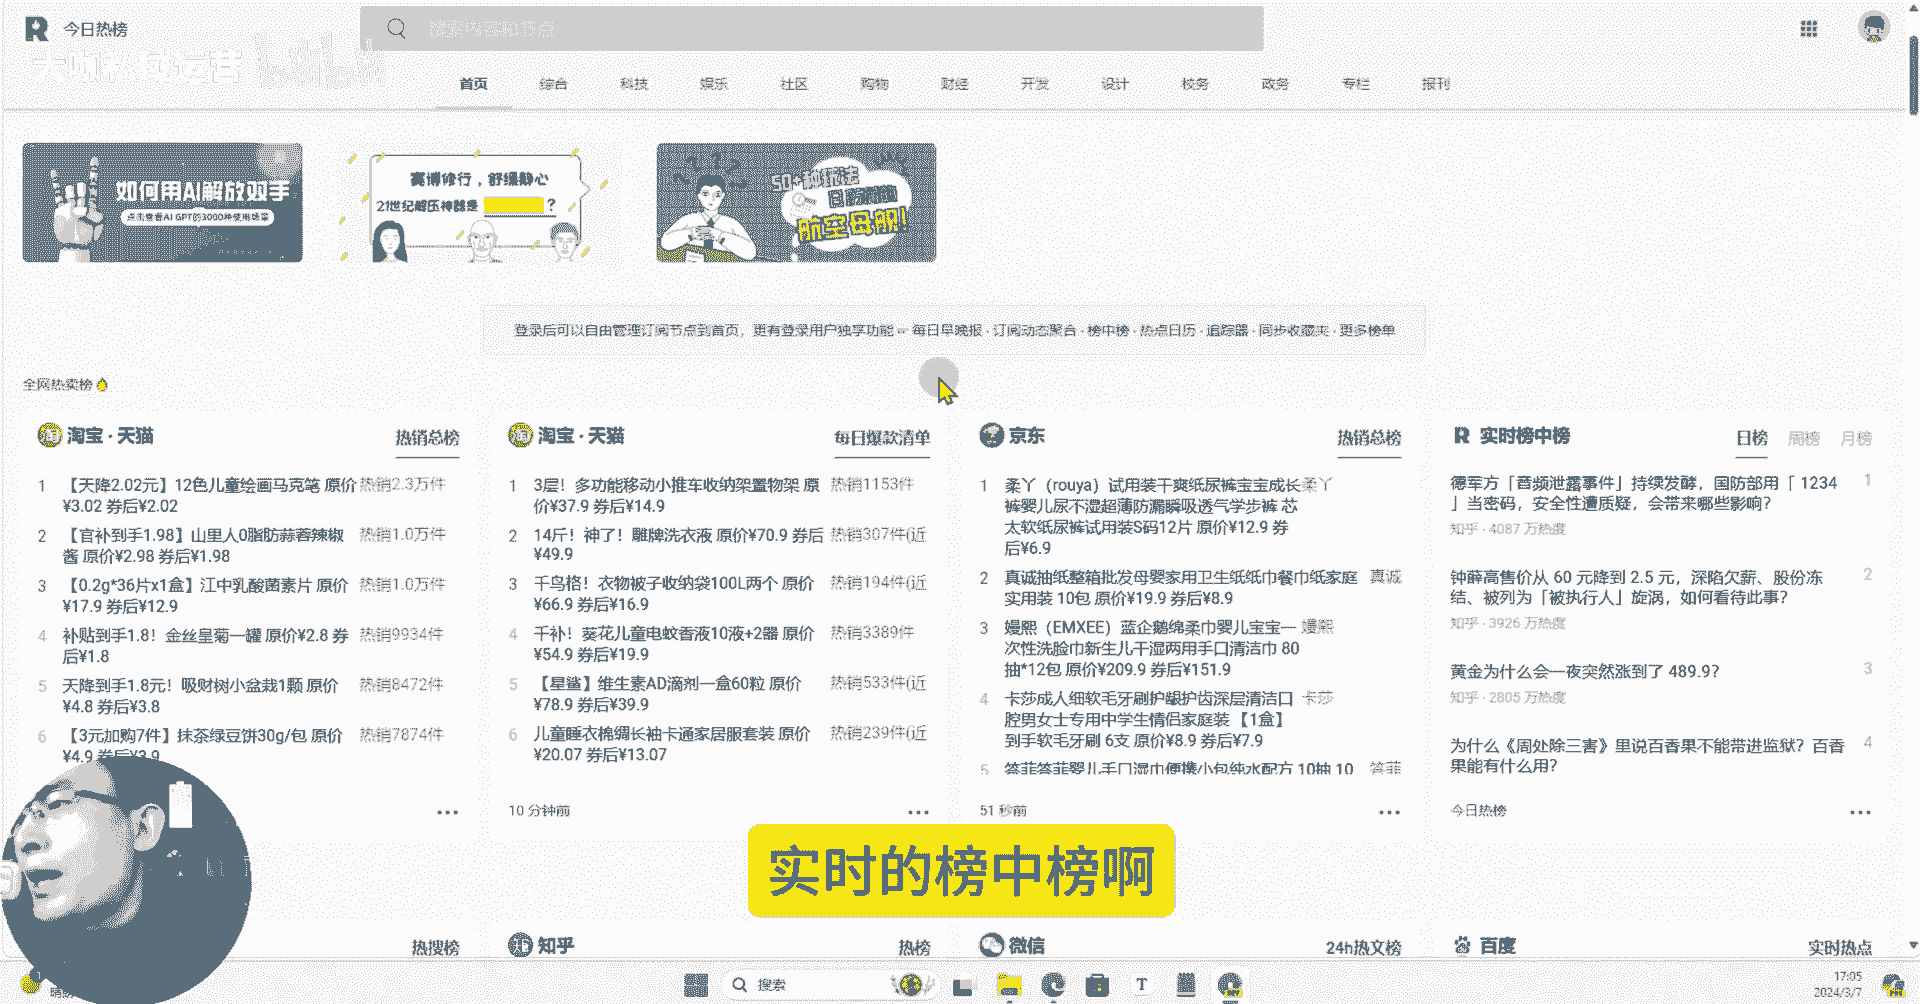 今日热榜
搜索内容和节点
大咖私域运营 bilibili
首页 综合 科技 娱乐 社区 购物 财经 开发 设计 校务 政务 专栏 报刊
如何用AI解放双手
点击查看AI GPT的3000种使用场景
赛博修行，舒缓静心
21世纪解压神器是 ？
50+种玩法
航空母舰!
登录后可以自由管理订阅节点到首页，更有登录用户独享功能 - 每日早晚报 · 订阅动态聚合 · 榜中榜 · 热点日历 · 追踪器 · 同步收藏夹 · 更多榜单
全网热卖榜
淘宝 · 天猫 热销总榜
1 【天降2.02元】12色儿童绘画马克笔 原价 热销2.3万件
¥3.02 券后¥2.02
2 【官补到手1.98】山里人0脂肪蒜蓉辣椒 热销1.0万件
酱 原价¥2.98 券后¥1.98
3 【0.2g*36片x1盒】江中乳酸菌素片 原价 热销1.0万件
¥17.9 券后¥12.9
4 补贴到手1.8！金丝皇菊一罐 原价¥2.8 券 热销9934件
后¥1.8
5 天降到手1.8元！吸财树小盆栽1颗 原价 热销8472件
¥4.8 券后¥3.8
6 【3元加购7件】抹茶绿豆饼30g/包 原价 热销7874件
¥4.9 券后¥3.9
淘宝 · 天猫 每日爆款清单
1 3层！多功能移动小推车收纳架置物架 原 热销1153件
价¥37.9 券后¥14.9
2 14斤！神了！雕牌洗衣液 原价¥70.9 券后 热销307件(近
¥49.9
3 千鸟格！衣物被子收纳袋100L两个 原价 热销194件(近
¥66.9 券后¥16.9
4 千补！葵花儿童电蚊香液10液+2器 原价 热销3389件
¥54.9 券后¥19.9
5 【星鲨】维生素AD滴剂一盒60粒 原价 热销533件(近
¥78.9 券后¥39.9
6 儿童睡衣棉绸长袖卡通家居服套装 原价 热销239件(近
¥20.07 券后¥13.07
10 分钟前
京东 热销总榜
1 柔丫（rouya）试用装干爽纸尿裤宝宝成长 柔丫
裤婴儿尿不湿超薄防漏瞬吸透气学步裤 芯
太软纸尿裤试用装S码12片 原价¥12.9 券
后¥6.9
2 真诚抽纸整箱批发母婴家用卫生纸纸巾餐巾纸家庭 真诚
实用装 10包 原价¥19.9 券后¥8.9
3 嫚熙（EMXEE）蓝企鹅绵柔巾婴儿宝宝一 嫚熙
次性洗脸巾新生儿干湿两用手口清洁巾 80
抽*12包 原价¥209.9 券后¥151.9
4 卡莎成人细软毛牙刷护龈护齿深层清洁口 卡莎
腔男女士专用中学生情侣家庭装 【1盒】
到手软毛牙刷 6支 原价¥8.9 券后¥7.9
5 答菲答菲婴儿手口湿巾便携小包纯水配方 10抽 10 答菲
51 秒前
实时榜中榜 日榜 周榜 月榜
德军方「音频泄露事件」持续发酵，国防部用「 1234 1
」当密码，安全性遭质疑，会带来哪些影响？
知乎 · 4087 万热度
钟薛高售价从 60 元降到 2.5 元，深陷欠薪、股份冻 2
结、被列为「被执行人」旋涡，如何看待此事？
知乎 · 3926 万热度
黄金为什么会一夜突然涨到了 489.9？ 3
知乎 · 2805 万热度
为什么《周处除三害》里说百香果不能带进监狱？百香 4
果能有什么用？
今日热榜
实时的榜中榜啊
热搜榜
知乎 热榜
微信 24h热文榜
百度 实时热点
搜索
17:05
2024/3/7